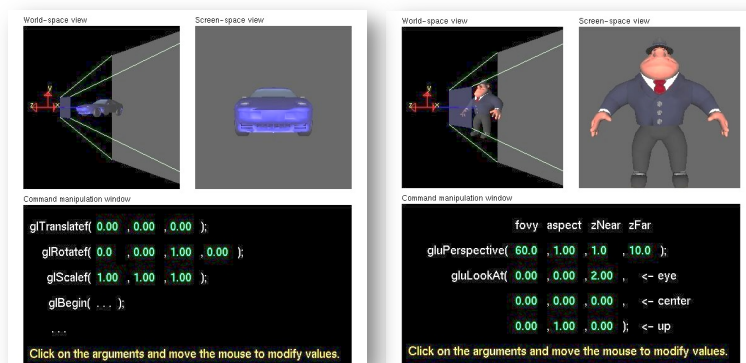 World-space view Screen-space view
y
z x
Command manipulation window
glTranslatef( 0.00 , 0.00 , 0.00 );
glRotatef( 0.0 , 0.00 , 1.00 , 0.00 );
glScalef( 1.00 , 1.00 , 1.00 );
glBegin( ... );
...
Click on the arguments and move the mouse to modify values.
World-space view Screen-space view
y
z x
Command manipulation window
fovy aspect zNear zFar
gluPerspective( 60.0 , 1.00 , 1.0 , 10.0 );
gluLookAt( 0.00 , 0.00 , 2.00 , <- eye
0.00 , 0.00 , 0.00 , <- center
0.00 , 1.00 , 0.00 ); <- up
Click on the arguments and move the mouse to modify values.